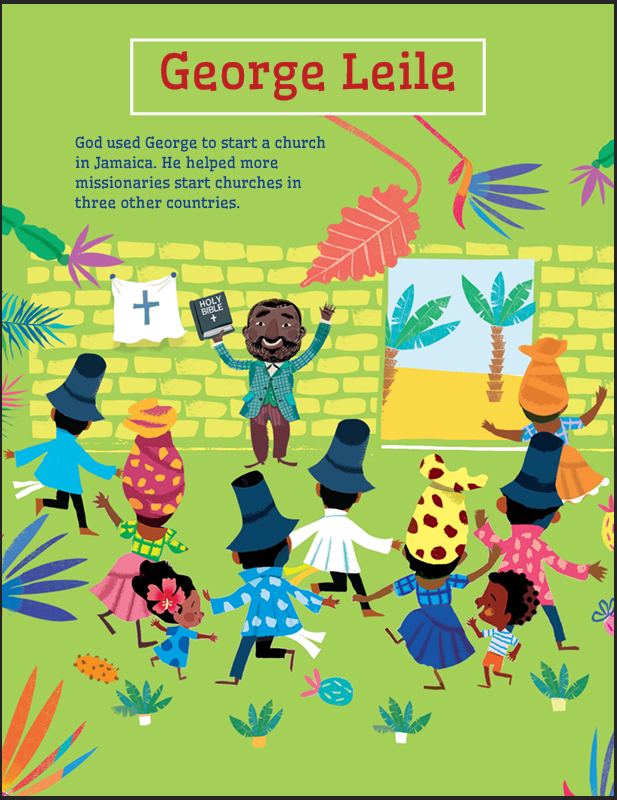 George Leile
God used George to start a church
in Jamaica. He helped more
missionaries start churches in
three other countries.
HOLY
BIBLE